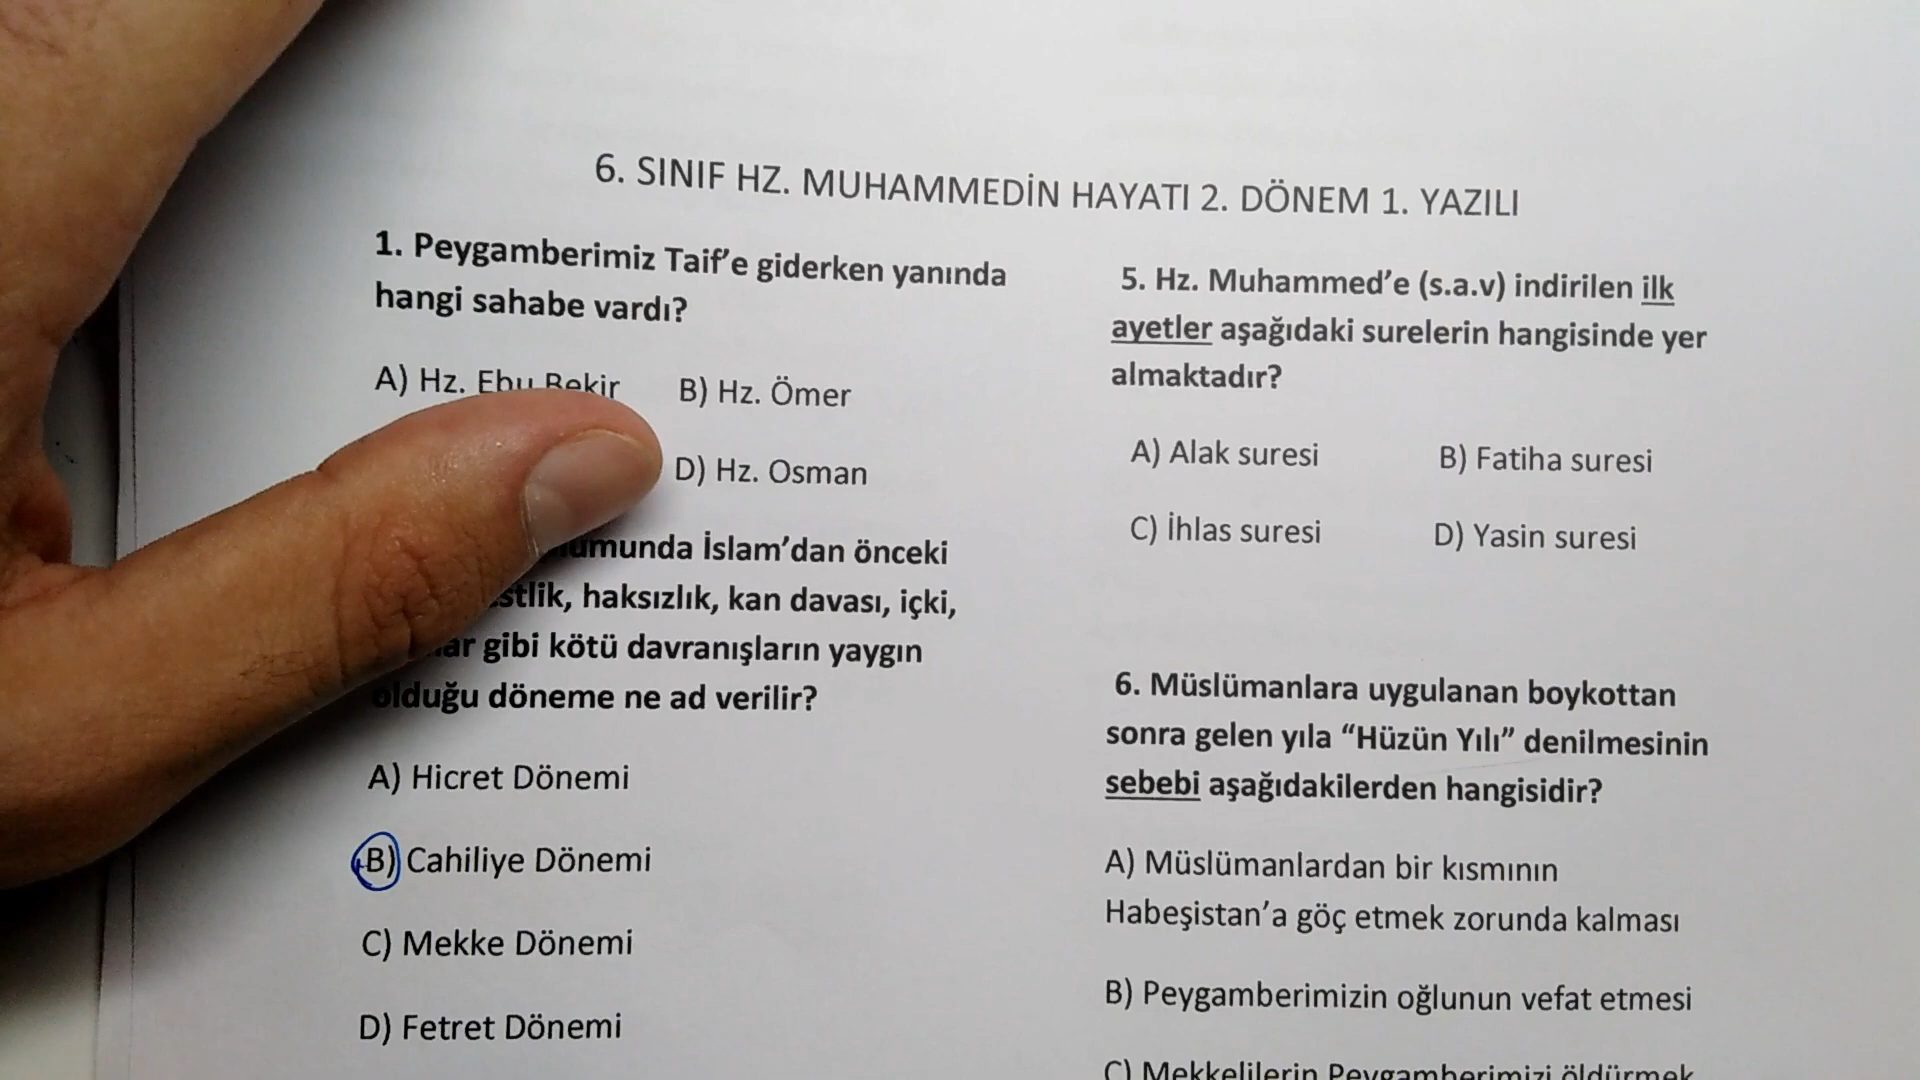 6. SINIF HZ. MUHAMMEDİN HAYATI 2. DÖNEM 1. YAZILI
1. Peygamberimiz Taif’e giderken yanında
hangi sahabe vardı?
A) Hz. Ebu Bekir B) Hz. Ömer
D) Hz. Osman
İslam’dan önceki
haksızlık, kan davası, içki,
gibi kötü davranışların yaygın
olduğu döneme ne ad verilir?
A) Hicret Dönemi
B) Cahiliye Dönemi
C) Mekke Dönemi
D) Fetret Dönemi
5. Hz. Muhammed’e (s.a.v) indirilen ilk
ayetler aşağıdaki surelerin hangisinde yer
almaktadır?
A) Alak suresi B) Fatiha suresi
C) İhlas suresi D) Yasin suresi
6. Müslümanlara uygulanan boykottan
sonra gelen yıla “Hüzün Yılı” denilmesinin
sebebi aşağıdakilerden hangisidir?
A) Müslümanlardan bir kısmının
Habeşistan’a göç etmek zorunda kalması
B) Peygamberimizin oğlunun vefat etmesi
C) Mekkelilerin Peygamberimizi öldürmek